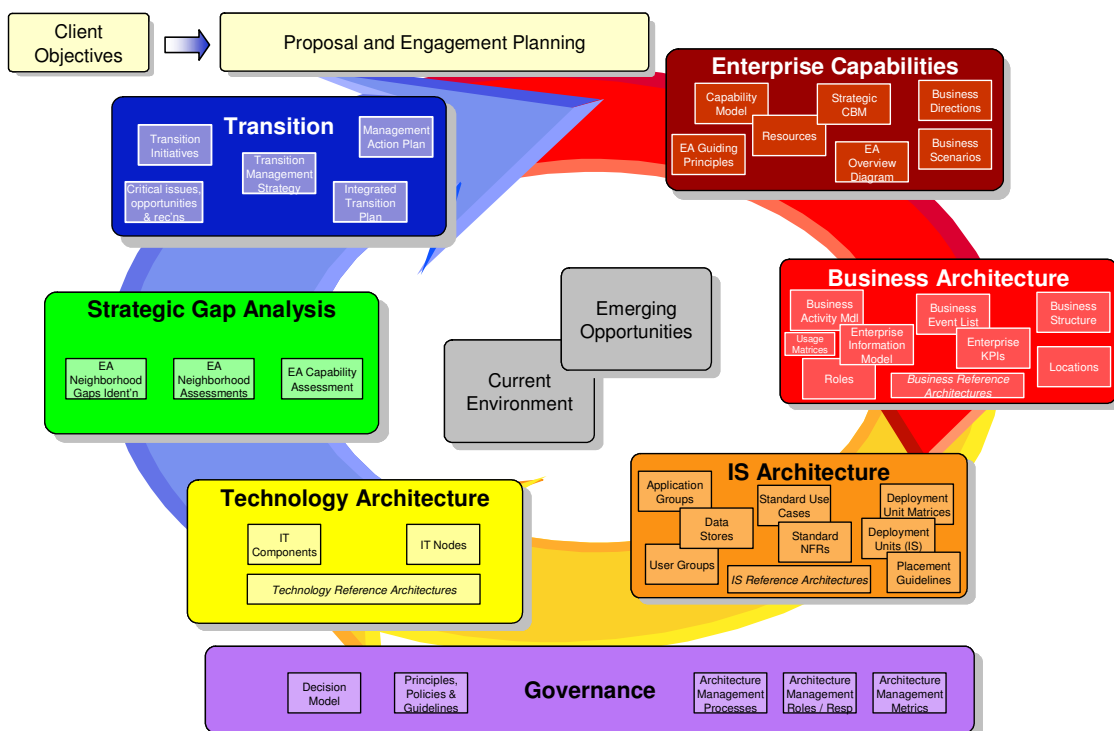 Client
Objectives
Proposal and Engagement Planning
Enterprise Capabilities
Capability
Model
Strategic
CBM
Business
Directions
Resources
EA Guiding
Principles
EA
Overview
Diagram
Business
Scenarios
Transition
Transition
Initiatives
Management
Action Plan
Transition
Management
Strategy
Critical issues,
opportunities
& rec'ns
Integrated
Transition
Plan
Business Architecture
Business
Activity Mdl
Business
Event List
Business
Structure
Usage
Matrices
Enterprise
Information
Model
Enterprise
KPIs
Locations
Roles
Business Reference
Architectures
Strategic Gap Analysis
EA
Neighborhood
Gaps Ident'n
EA
Neighborhood
Assessments
EA Capability
Assessment
Emerging
Opportunities
Current
Environment
IS Architecture
Application
Groups
Standard Use
Cases
Deployment
Unit Matrices
Data
Stores
Standard
NFRs
Deployment
Units (IS)
User Groups
IS Reference Architectures
Placement
Guidelines
Technology Architecture
IT
Components
IT Nodes
Technology Reference Architectures
Governance
Decision
Model
Principles,
Policies &
Guidelines
Architecture
Management
Processes
Architecture
Management
Roles / Resp
Architecture
Management
Metrics